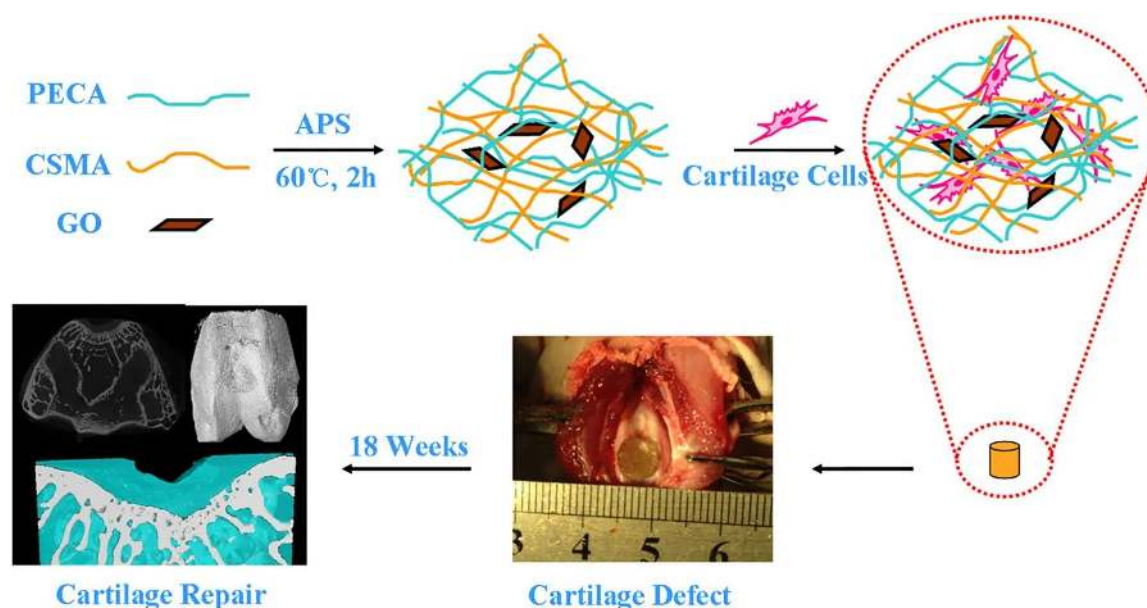 PECA
CSMA
GO
APS
60℃, 2h
Cartilage Cells
18 Weeks
3 4 5 6
Cartilage Repair
Cartilage Defect